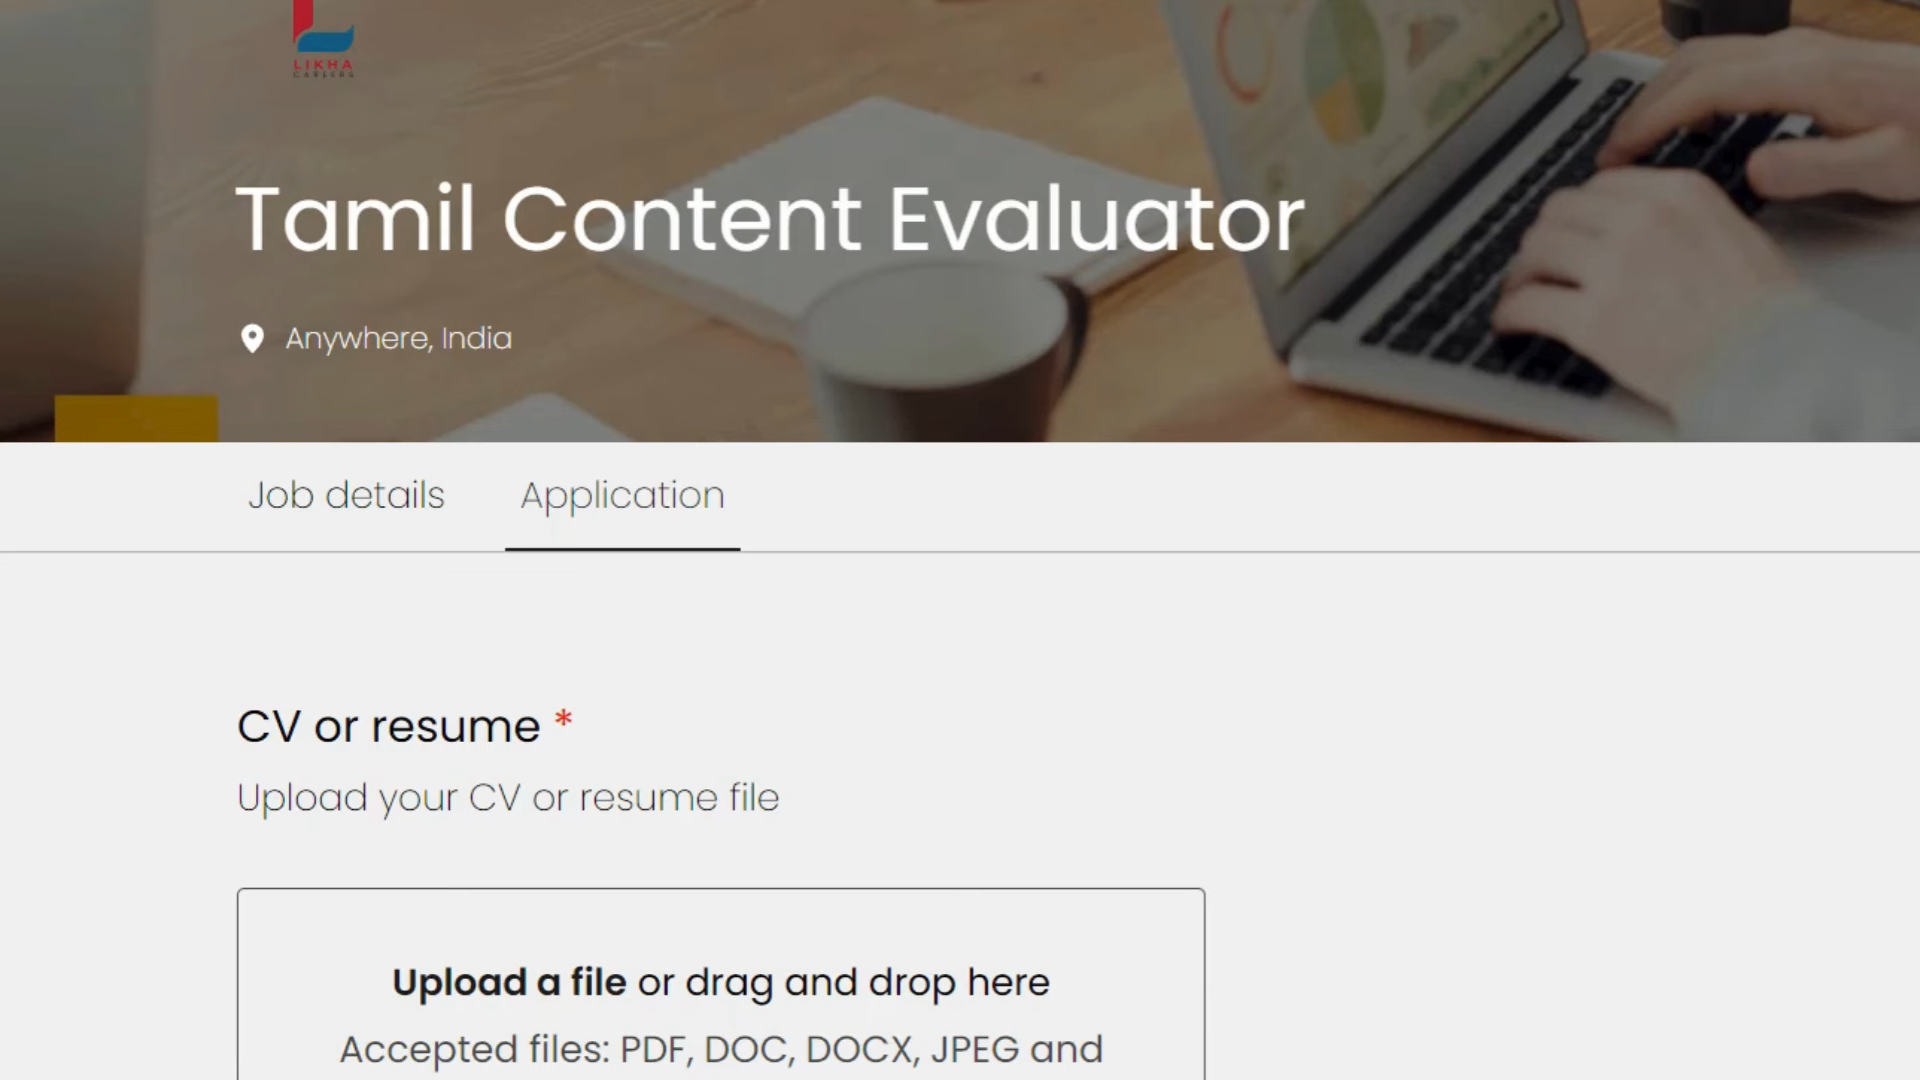 LIKHA
CAREERS
Tamil Content Evaluator
Anywhere, India
Job details
Application
CV or resume *
Upload your CV or resume file
Upload a file or drag and drop here
Accepted files: PDF, DOC, DOCX, JPEG and